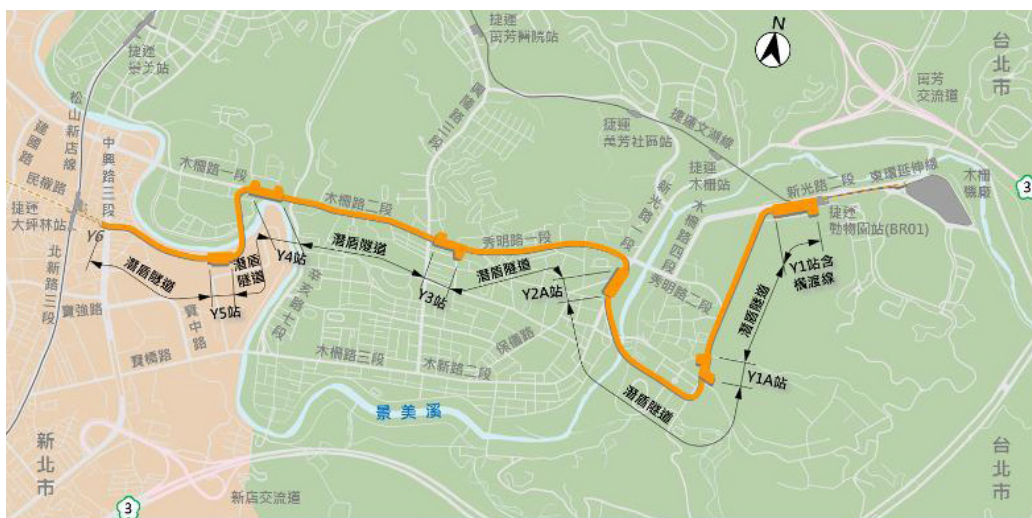 捷運
萬芳醫院站
N
台北市
捷運
景美站
萬芳
交流道
松山新店線
興隆路三段
捷運文湖線
建國路
中興路三段
捷運
萬芳社區站
木柵路一段
民權路
捷運
木柵站
新光路一段
新光路二段
東環延伸線
木柵
機廠
3
木柵路二段
捷運
大坪林站
木柵路四段
捷運
動物園站(BR01)
Y6
秀明路一段
潛盾隧道
Y4站
潛盾隧道
潛盾
隧道
北新路三段
潛盾隧道
Y2A站
秀明路二段
Y1站含
橫渡線
Y3站
Y5站
潛盾隧道
寶強路
寶中路
保儀路
寶橋路
木柵路三段
木新路二段
Y1A站
潛盾隧道
景美溪
新北市
台北市
新店交流道
3